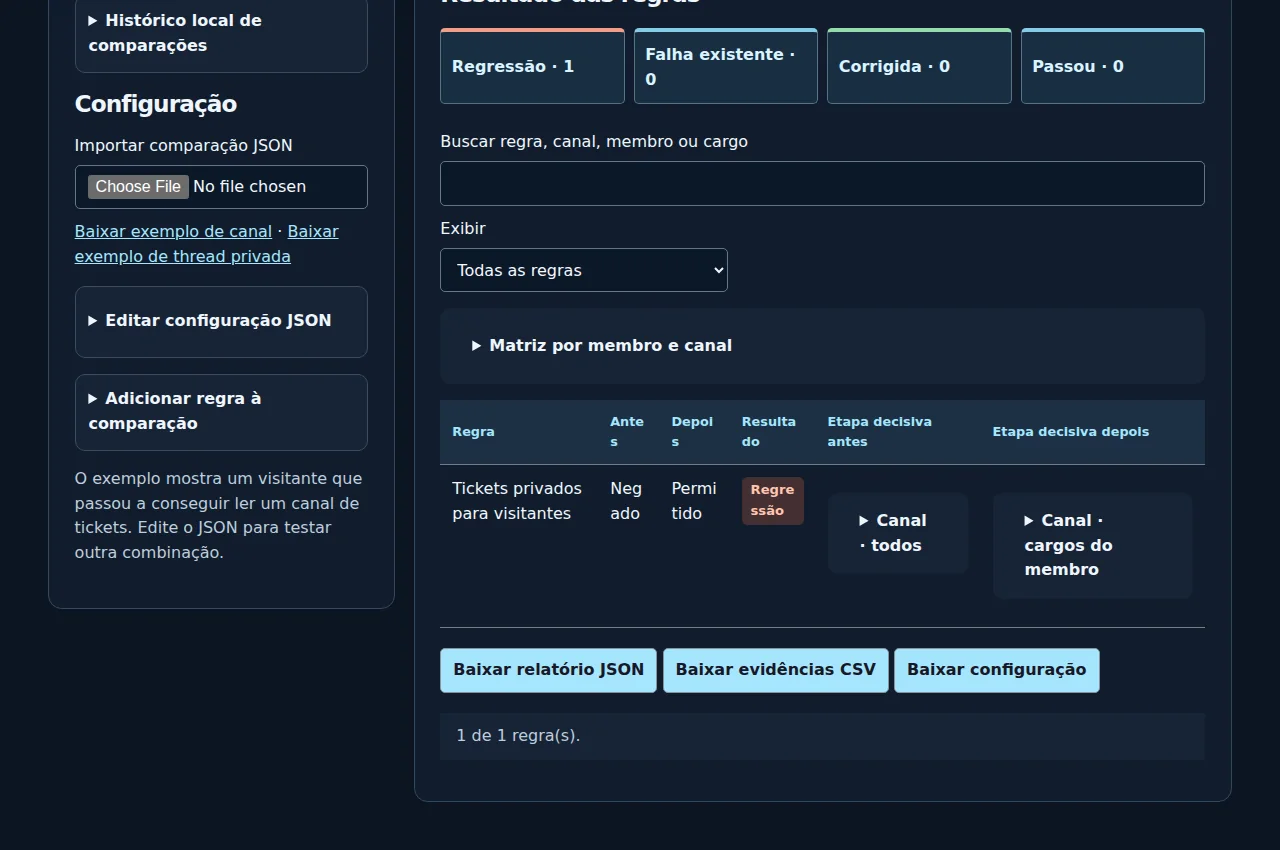 Histórico local de
comparações
Configuração
Importar comparação JSON
Choose File No file chosen
Baixar exemplo de canal · Baixar
exemplo de thread privada
Editar configuração JSON
Adicionar regra à
comparação
O exemplo mostra um visitante que
passou a conseguir ler um canal de
tickets. Edite o JSON para testar
outra combinação.
Resultado das regras
Regressão · 1
Falha existente ·
0
Corrigida · 0
Passou · 0
Buscar regra, canal, membro ou cargo
Exibir
Todas as regras
Matriz por membro e canal
Regra
Ante
s
Depoi
s
Resulta
do
Etapa decisiva
antes
Etapa decisiva depois
Tickets privados
para visitantes
Neg
ado
Permi
tido
Regre
ssão
Canal
· todos
Canal ·
cargos do
membro
Baixar relatório JSON
Baixar evidências CSV
Baixar configuração
1 de 1 regra(s).